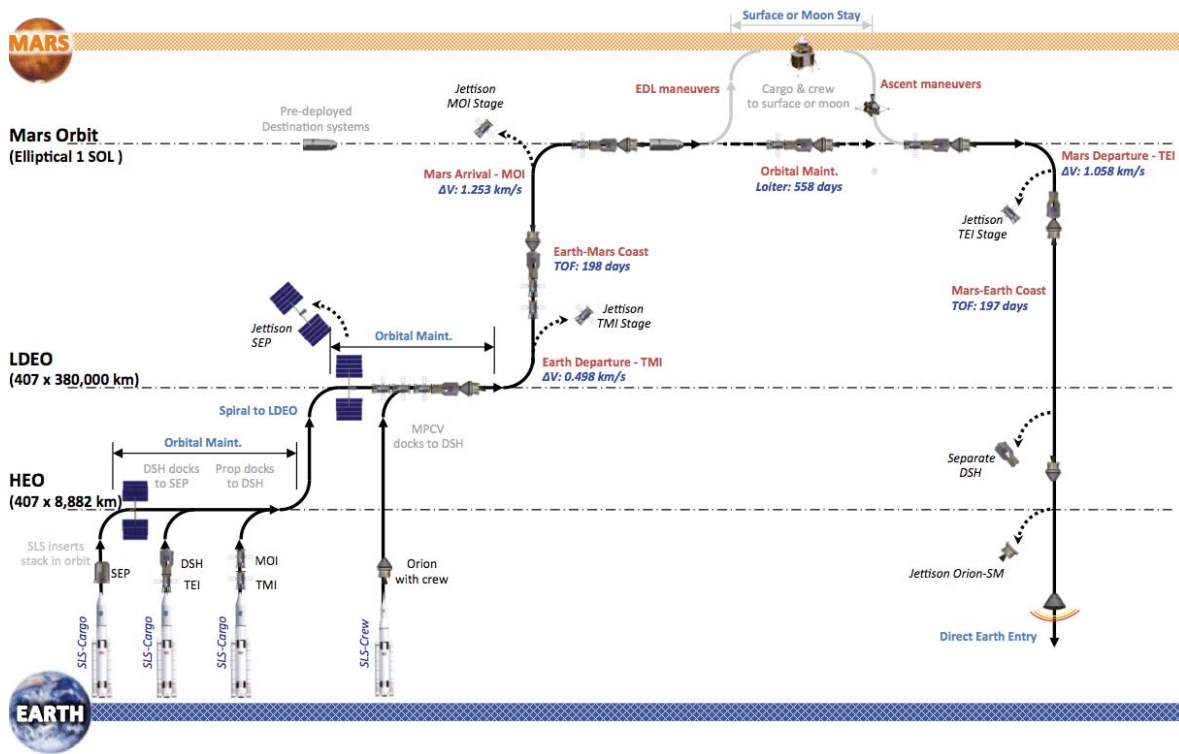 MARS
Surface or Moon Stay
EDL maneuvers
Cargo & crew
to surface or moon
Ascent maneuvers
Jettison
MOI Stage
Pre-deployed
Destination systems
Mars Orbit
(Elliptical 1 SOL )
Mars Arrival - MOI
ΔV: 1.253 km/s
Orbital Maint.
Loiter: 558 days
Mars Departure - TEI
ΔV: 1.058 km/s
Jettison
TEI Stage
Earth-Mars Coast
TOF: 198 days
Mars-Earth Coast
TOF: 197 days
Jettison
SEP
Orbital Maint.
Jettison
TMI Stage
LDEO
(407 x 380,000 km)
Earth Departure - TMI
ΔV: 0.498 km/s
Spiral to LDEO
MPCV
docks to DSH
Orbital Maint.
DSH docks
to SEP
Prop docks
to DSH
Separate
DSH
HEO
(407 x 8,882 km)
SLS inserts
stack in orbit
SEP
DSH
TEI
MOI
TMI
Orion
with crew
Jettison Orion-SM
SLS-Cargo
SLS-Cargo
SLS-Cargo
SLS-Crew
Direct Earth Entry
EARTH